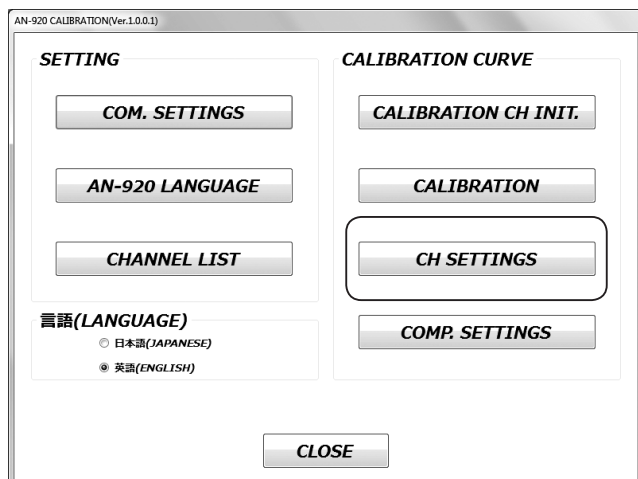 AN-920 CALIBRATION(Ver.1.0.0.1)
SETTING
COM. SETTINGS
AN-920 LANGUAGE
CHANNEL LIST
言語(LANGUAGE)
日本語(JAPANESE)
英語(ENGLISH)
CALIBRATION CURVE
CALIBRATION CH INIT.
CALIBRATION
CH SETTINGS
COMP. SETTINGS
CLOSE